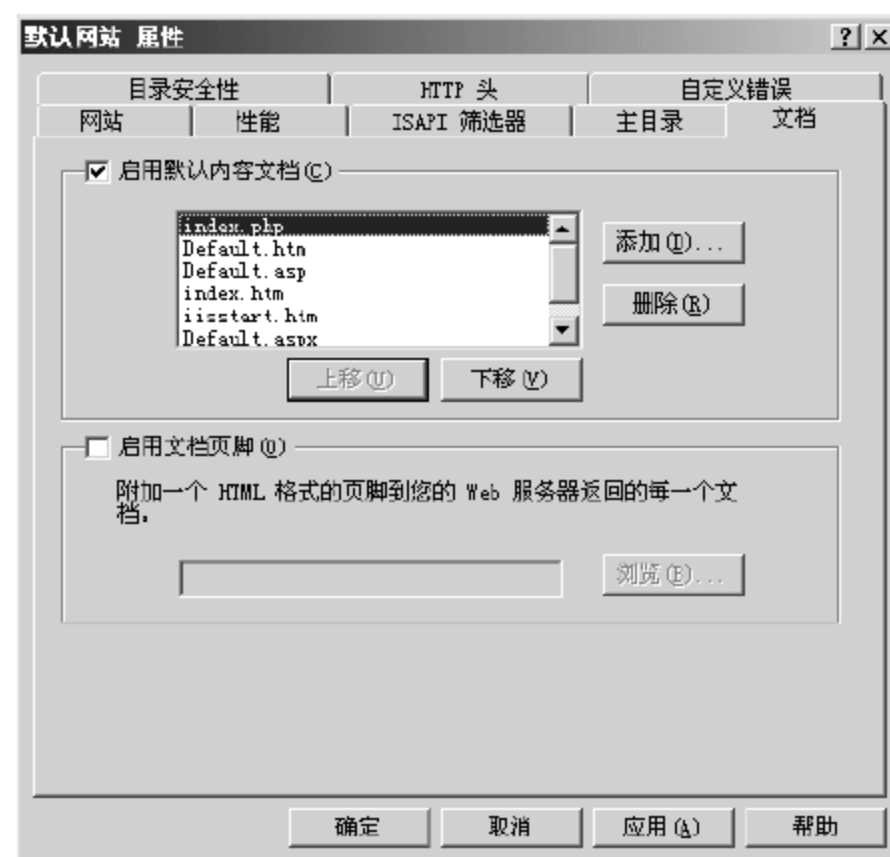 默认网站 属性
目录安全性 HTTP 头 自定义错误
网站 性能 ISAPI 筛选器 主目录 文档
启用默认内容文档(C)
index.php
Default.htm
Default.asp
index.htm
iisstart.htm
Default.aspx
添加(D)...
删除(R)
上移(U) 下移(V)
启用文档页脚(O)
附加一个 HTML 格式的页脚到您的 Web 服务器返回的每一个文
档。
浏览(B)...
确定 取消 应用(A) 帮助